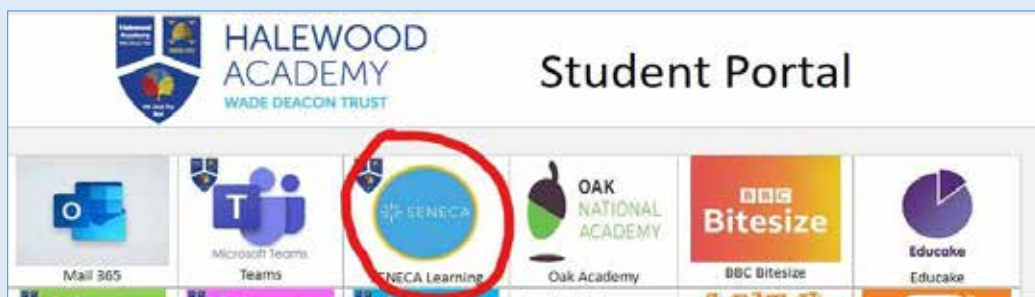 HALEWOOD
ACADEMY
WADE DEACON TRUST
Student Portal
O
Mail 365
T
Microsoft Teams
Teams
SENECA
SENECA Learning
OAK
NATIONAL
ACADEMY
Oak Academy
BBC
Bitesize
BBC Bitesize
Educake
Educake